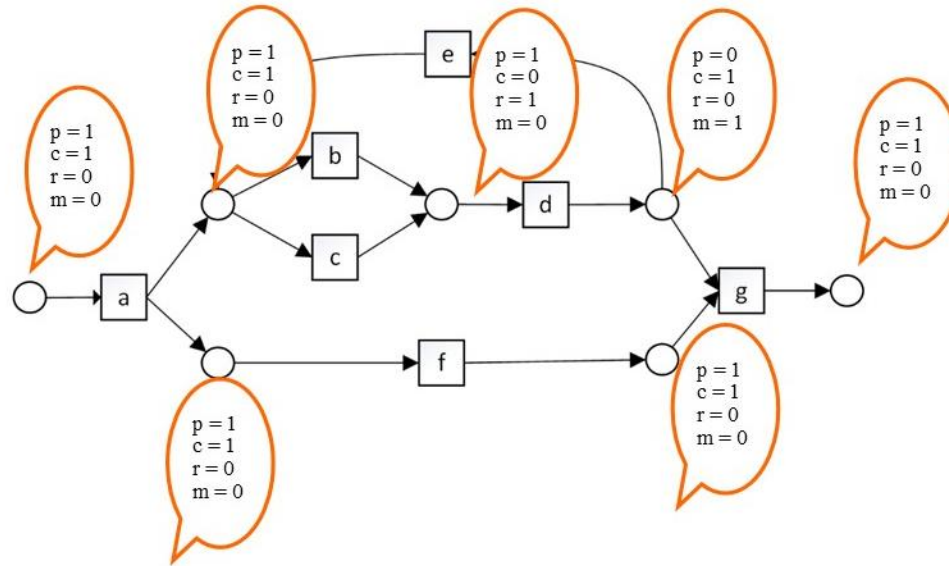 p = 1
c = 1
r = 0
m = 0
p = 1
c = 1
r = 0
m = 0
e
p = 1
c = 0
r = 1
m = 0
p = 0
c = 1
r = 0
m = 1
p = 1
c = 1
r = 0
m = 0
b
d
c
a
g
f
p = 1
c = 1
r = 0
m = 0
p = 1
c = 1
r = 0
m = 0